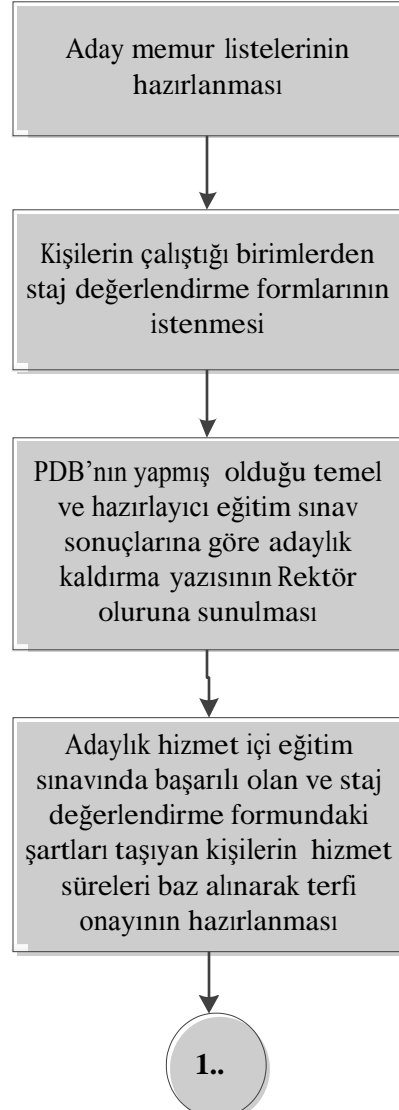 Aday memur listelerinin
hazırlanması
Kişilerin çalıştığı birimlerden
staj değerlendirme formlarının
istenmesi
PDB’nın yapmış olduğu temel
ve hazırlayıcı eğitim sınav
sonuçlarına göre adaylık
kaldırma yazısının Rektör
oluruna sunulması
Adaylık hizmet içi eğitim
sınavında başarılı olan ve staj
değerlendirme formundaki
şartları taşıyan kişilerin hizmet
süreleri baz alınarak terfi
onayının hazırlanması
1..